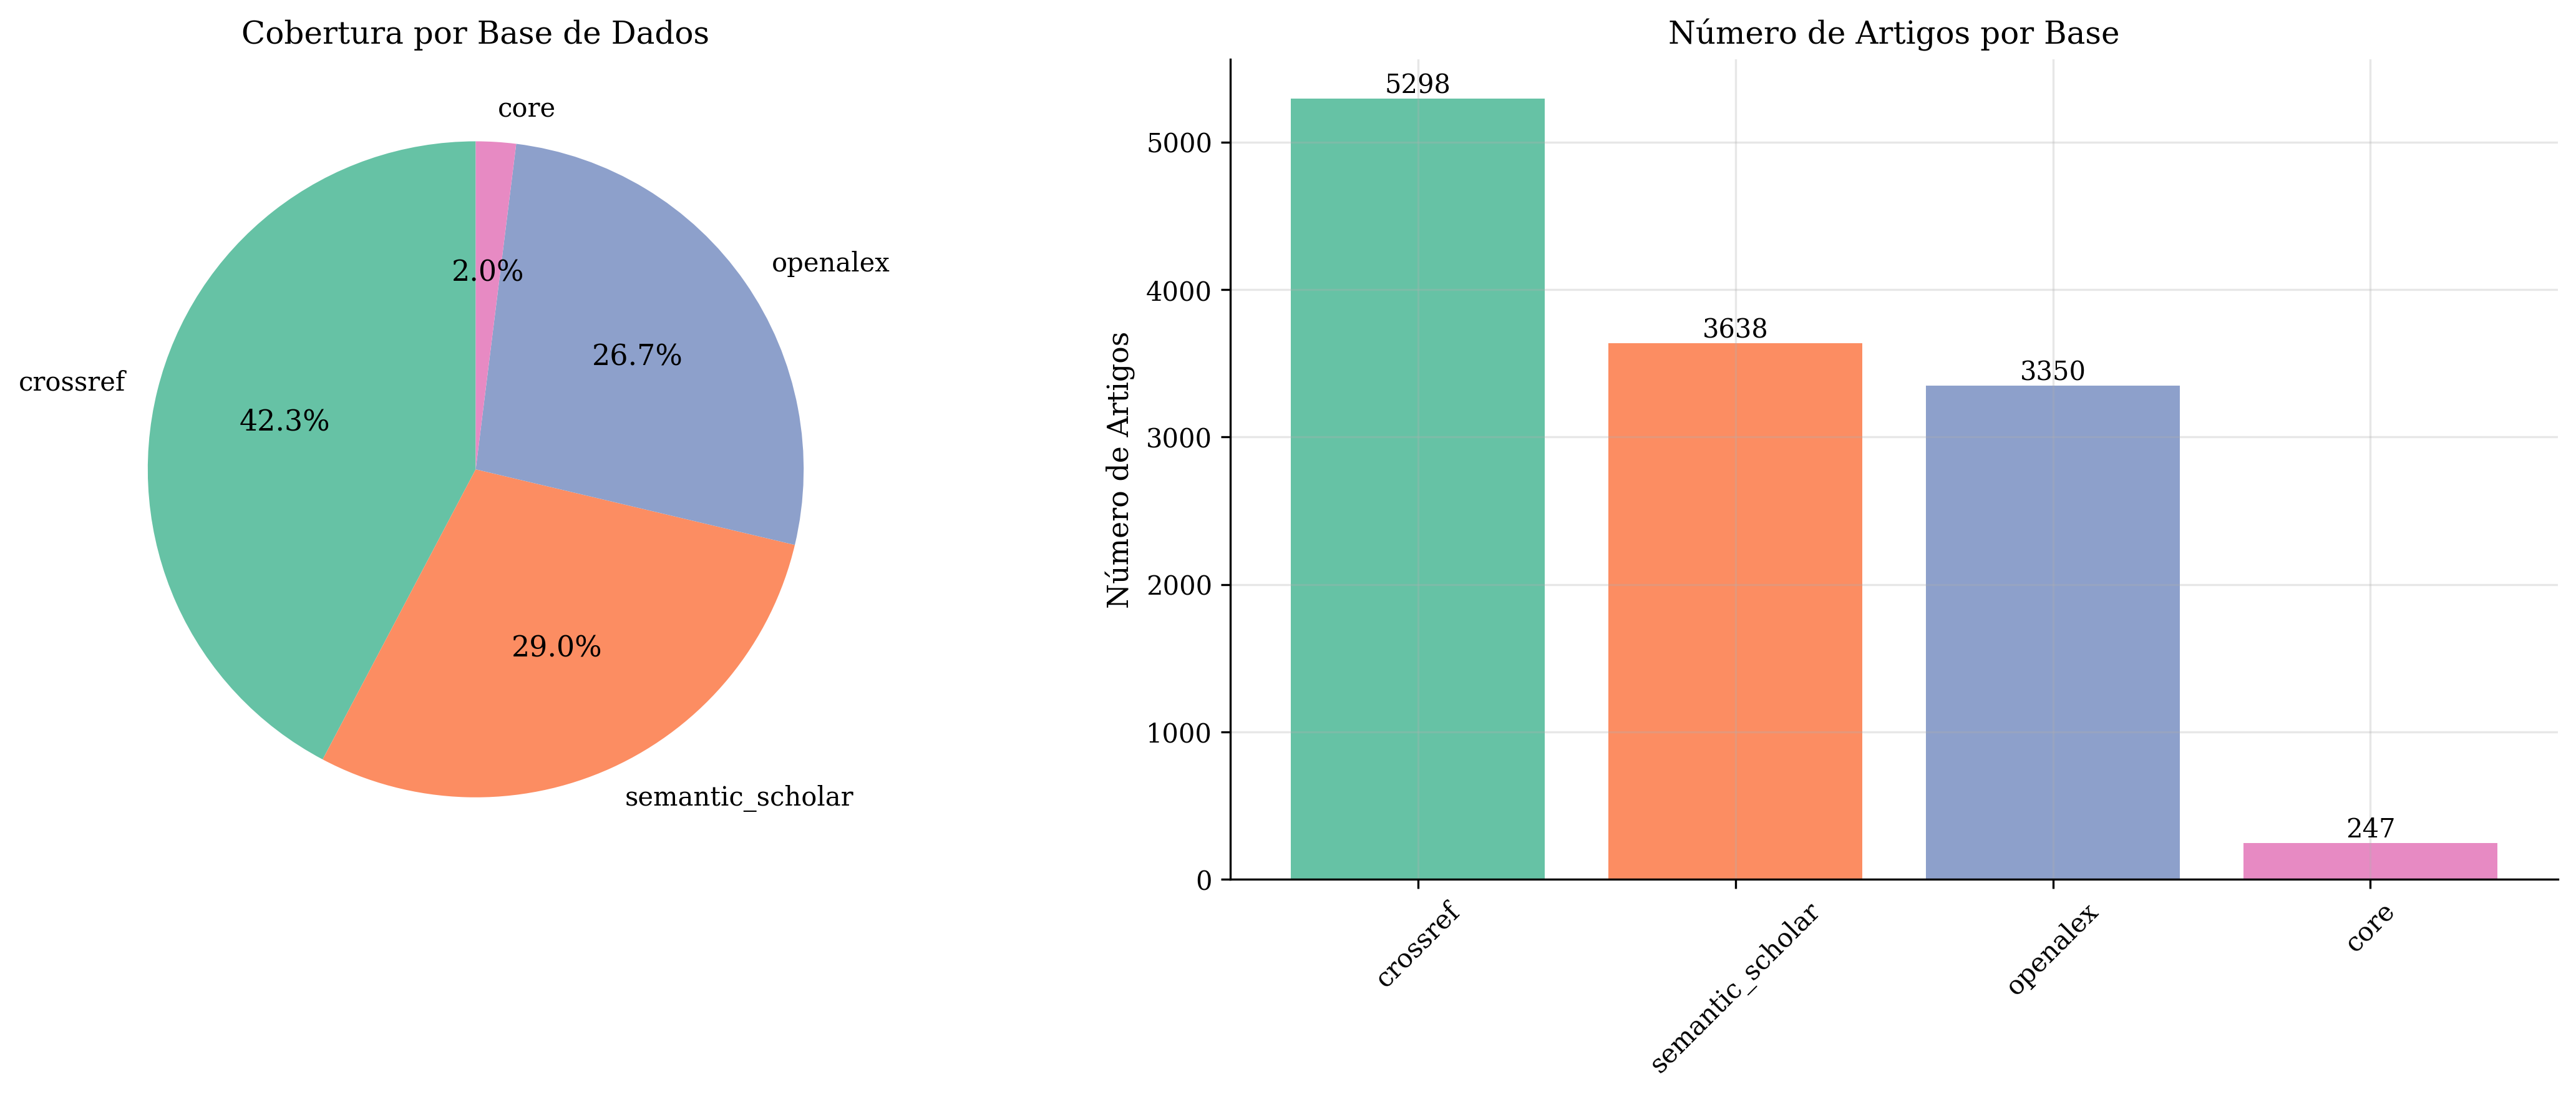 Cobertura por Base de Dados
core
openalex
2.0%
26.7%
crossref
42.3%
29.0%
semantic_scholar
Número de Artigos por Base
Número de Artigos
5000
4000
3000
2000
1000
0
5298
3638
3350
247
crossref
semantic_scholar
openalex
core